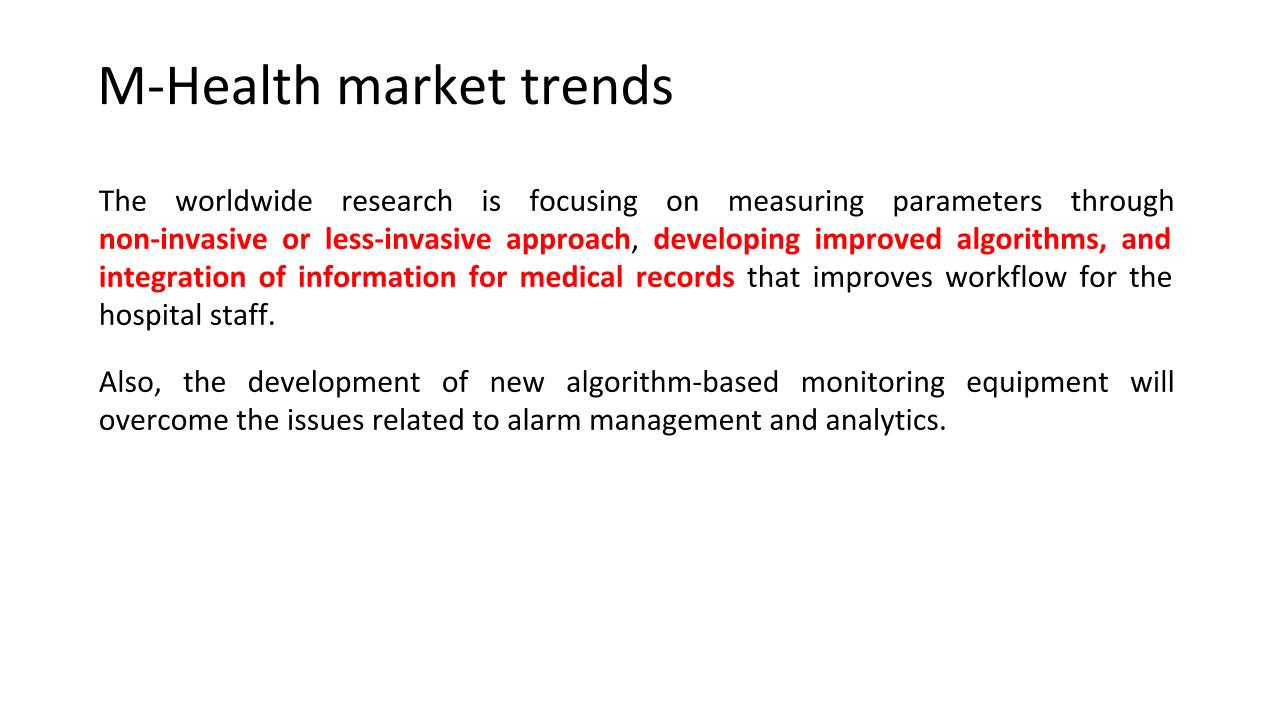 M-Health market trends
The worldwide research is focusing on measuring parameters through
non-invasive or less-invasive approach, developing improved algorithms, and
integration of information for medical records that improves workflow for the
hospital staff.
Also, the development of new algorithm-based monitoring equipment will
overcome the issues related to alarm management and analytics.